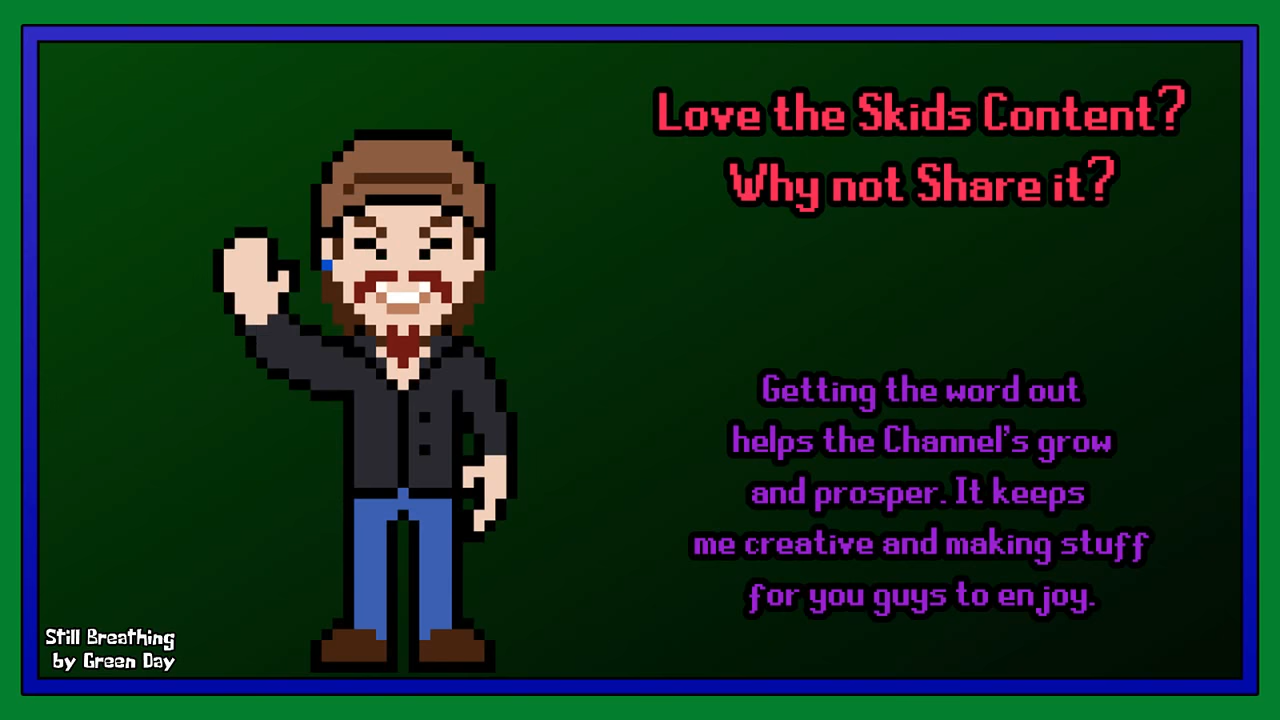 Love the Skids Content?
Why not Share it?
Getting the word out
helps the Channel's grow
and prosper. It keeps
me creative and making stuff
for you guys to enjoy.
Still Breathing
by Green Day